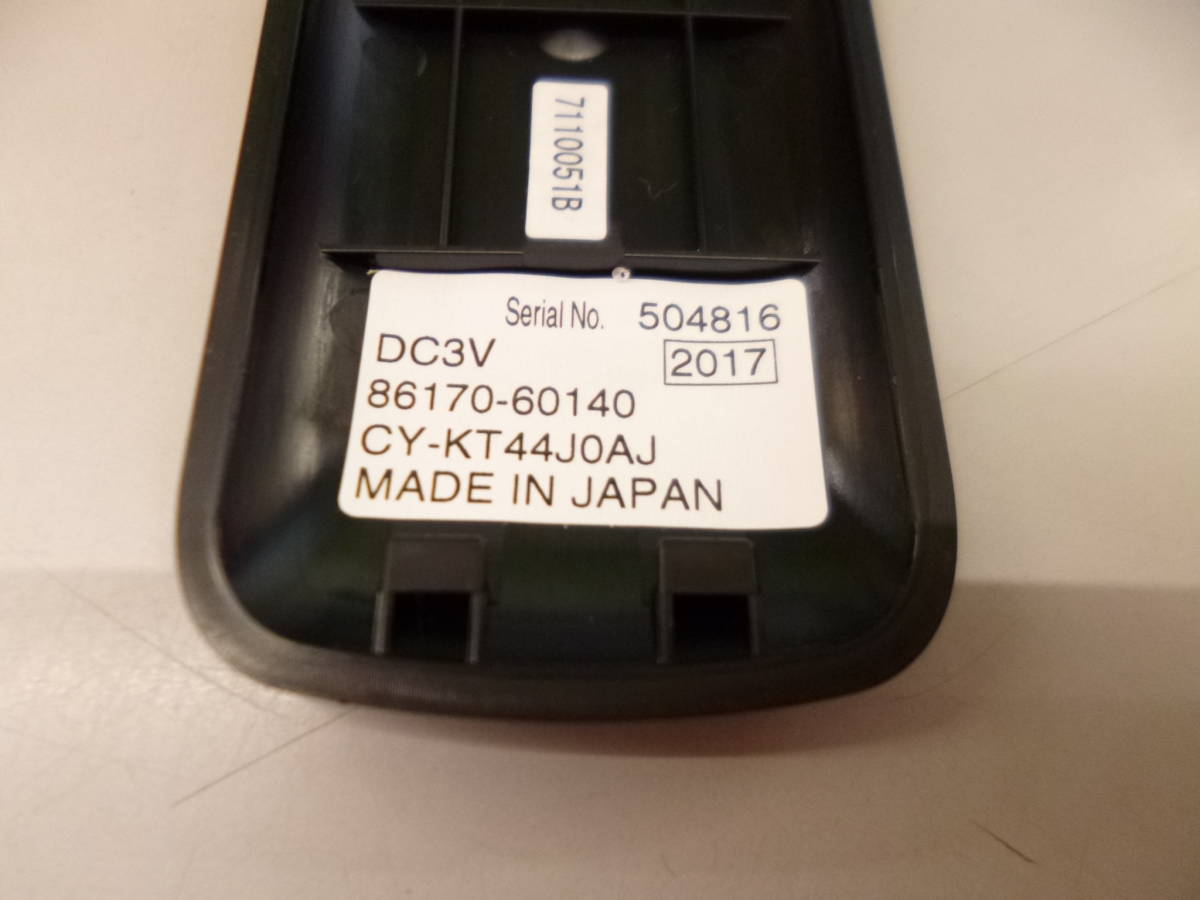 7110051B
Serial No. 504816
DC3V 2017
86170-60140
CY-KT44J0AJ
MADE IN JAPAN